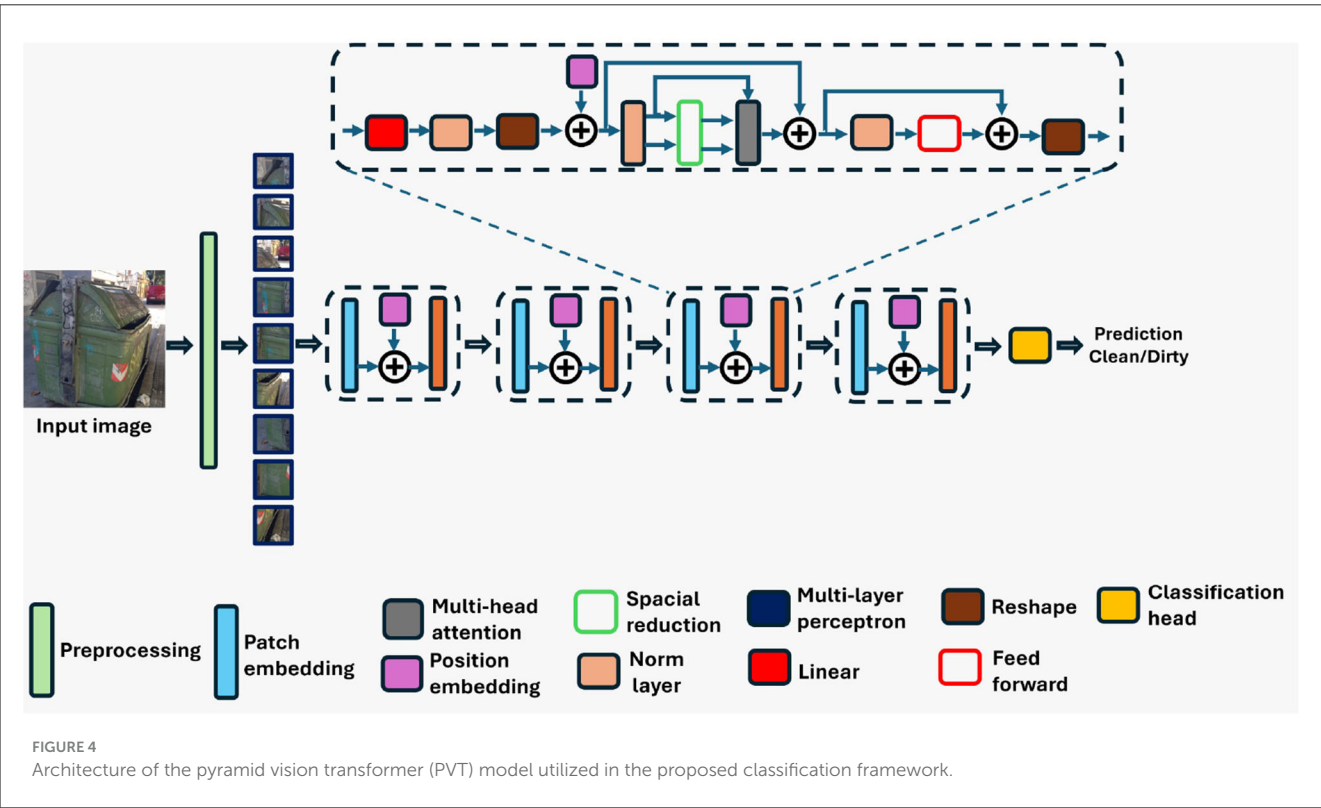 Input image
Prediction
Clean/Dirty
Preprocessing
Patch
embedding
Multi-head
attention
Position
embedding
Spacial
reduction
Norm
layer
Multi-layer
perceptron
Linear
Reshape
Feed
forward
Classification
head
FIGURE 4
Architecture of the pyramid vision transformer (PVT) model utilized in the proposed classification framework.